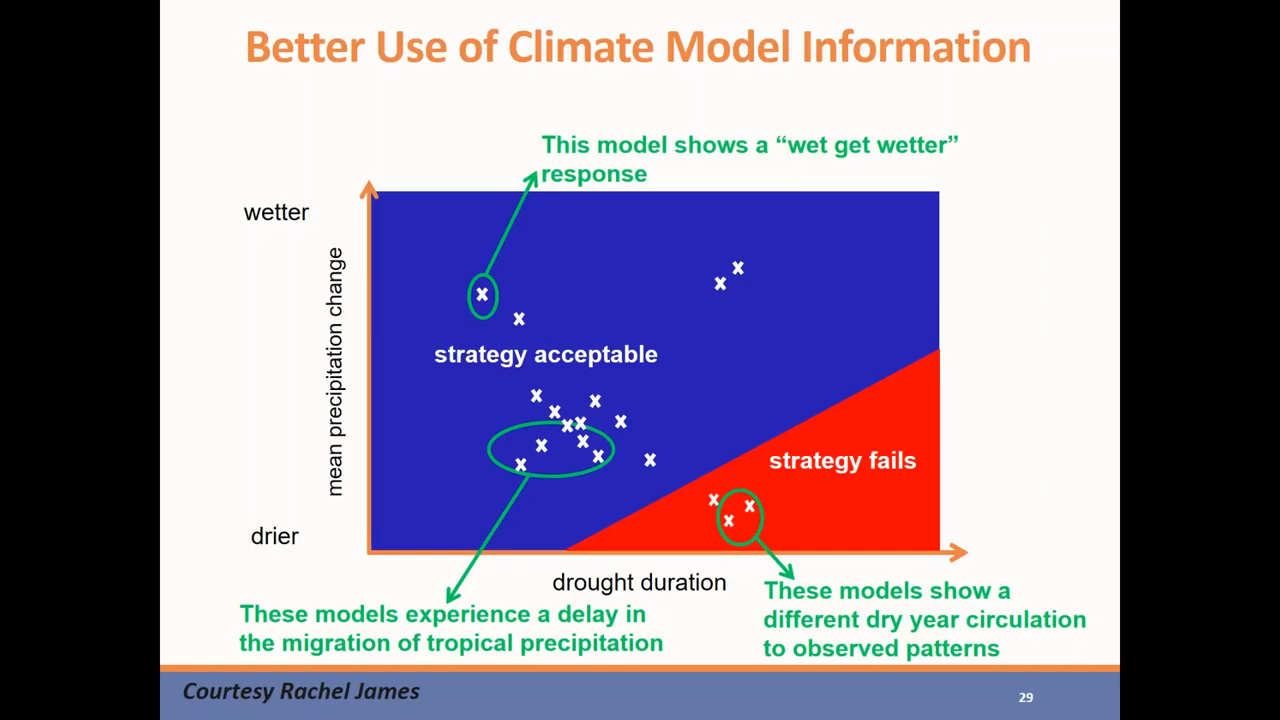 Better Use of Climate Model Information
This model shows a “wet get wetter”
response
wetter
mean precipitation change
strategy acceptable
strategy fails
drier
drought duration
These models experience a delay in
the migration of tropical precipitation
These models show a
different dry year circulation
to observed patterns
Courtesy Rachel James
29